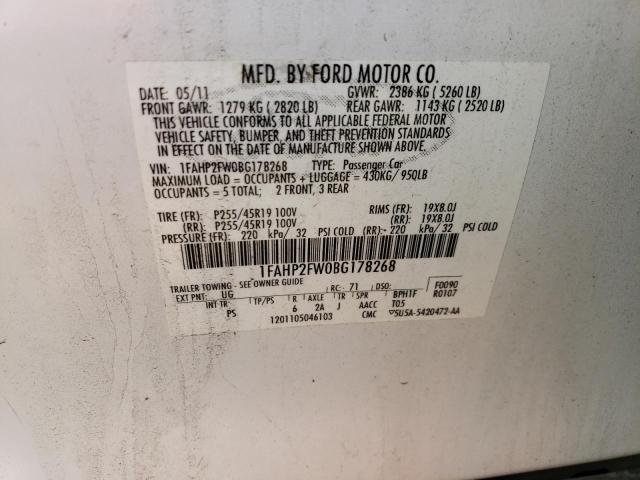 MFD. BY FORD MOTOR CO.
DATE: 05/11 GVWR: 2386 KG ( 5260 LB)
FRONT GAWR: 1279 KG ( 2820 LB) REAR GAWR: 1143 KG ( 2520 LB)
THIS VEHICLE CONFORMS TO ALL APPLICABLE FEDERAL MOTOR
VEHICLE SAFETY, BUMPER, AND THEFT PREVENTION STANDARDS
IN EFFECT ON THE DATE OF MANUFACTURE SHOWN ABOVE.
VIN: 1FAHP2FW0BG178268 TYPE: Passenger Car
MAXIMUM LOAD = OCCUPANTS + LUGGAGE = 430KG/ 950LB
OCCUPANTS = 5 TOTAL; 2 FRONT, 3 REAR
TIRE (FR): P255/45R19 100V RIMS (FR): 19X8.0J
(RR): P255/45R19 100V (RR): 19X8.0J
PRESSURE (FR): 220 kPa/ 32 PSI COLD (RR): 220 kPa/ 32 PSI COLD
1FAHP2FW0BG178268
TRAILER TOWING - SEE OWNER GUIDE F0090
EXT PNT: UG RC: 71 DSO: R0107
INT TR: TP/PS R AXLE TR SPR BPH1F
PS 6 2A J AACC T05
1201105046103 CMC ▽5U5A-5420472-AA